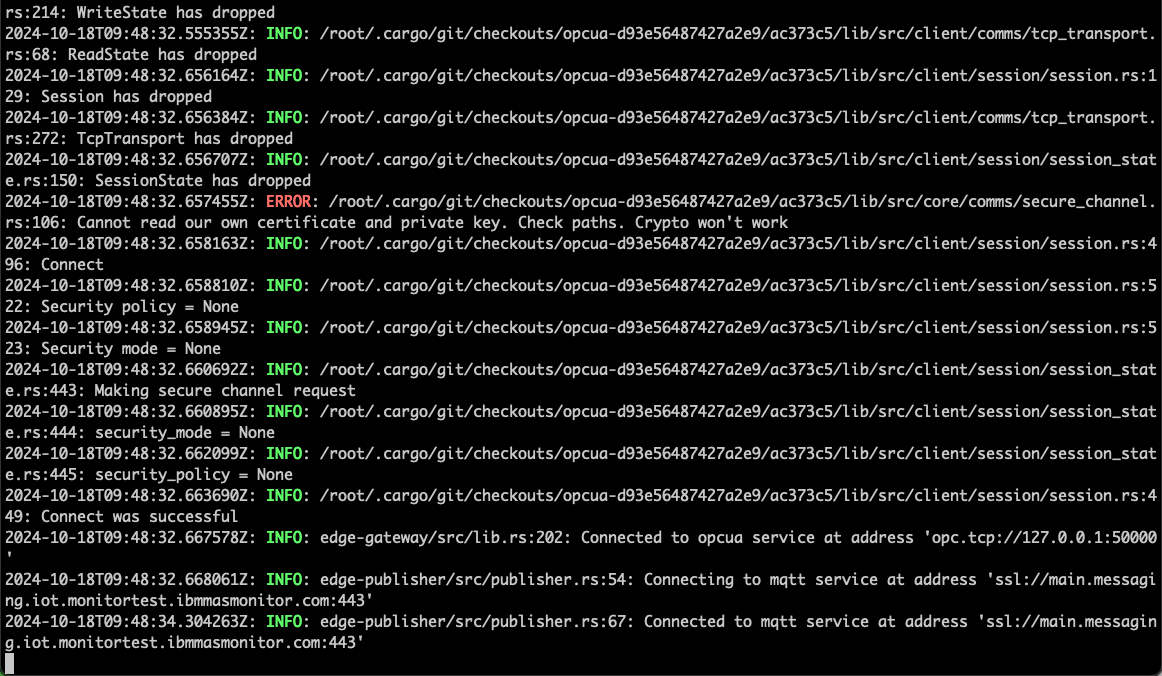 rs:214: WriteState has dropped
2024-10-18T09:48:32.555355Z: INFO: /root/.cargo/git/checkouts/opcua-d93e56487427a2e9/ac373c5/lib/src/client/comms/tcp_transport.
rs:68: ReadState has dropped
2024-10-18T09:48:32.656164Z: INFO: /root/.cargo/git/checkouts/opcua-d93e56487427a2e9/ac373c5/lib/src/client/session/session.rs:1
29: Session has dropped
2024-10-18T09:48:32.656384Z: INFO: /root/.cargo/git/checkouts/opcua-d93e56487427a2e9/ac373c5/lib/src/client/comms/tcp_transport.
rs:272: TcpTransport has dropped
2024-10-18T09:48:32.656707Z: INFO: /root/.cargo/git/checkouts/opcua-d93e56487427a2e9/ac373c5/lib/src/client/session/session_stat
e.rs:150: SessionState has dropped
2024-10-18T09:48:32.657455Z: ERROR: /root/.cargo/git/checkouts/opcua-d93e56487427a2e9/ac373c5/lib/src/core/comms/secure_channel.
rs:106: Cannot read our own certificate and private key. Check paths. Crypto won't work
2024-10-18T09:48:32.658163Z: INFO: /root/.cargo/git/checkouts/opcua-d93e56487427a2e9/ac373c5/lib/src/client/session/session.rs:4
96: Connect
2024-10-18T09:48:32.658810Z: INFO: /root/.cargo/git/checkouts/opcua-d93e56487427a2e9/ac373c5/lib/src/client/session/session.rs:5
22: Security policy = None
2024-10-18T09:48:32.658945Z: INFO: /root/.cargo/git/checkouts/opcua-d93e56487427a2e9/ac373c5/lib/src/client/session/session.rs:5
23: Security mode = None
2024-10-18T09:48:32.660692Z: INFO: /root/.cargo/git/checkouts/opcua-d93e56487427a2e9/ac373c5/lib/src/client/session/session_stat
e.rs:443: Making secure channel request
2024-10-18T09:48:32.660895Z: INFO: /root/.cargo/git/checkouts/opcua-d93e56487427a2e9/ac373c5/lib/src/client/session/session_stat
e.rs:444: security_mode = None
2024-10-18T09:48:32.662099Z: INFO: /root/.cargo/git/checkouts/opcua-d93e56487427a2e9/ac373c5/lib/src/client/session/session_stat
e.rs:445: security_policy = None
2024-10-18T09:48:32.663690Z: INFO: /root/.cargo/git/checkouts/opcua-d93e56487427a2e9/ac373c5/lib/src/client/session/session.rs:4
49: Connect was successful
2024-10-18T09:48:32.667578Z: INFO: edge-gateway/src/lib.rs:202: Connected to opcua service at address 'opc.tcp://127.0.0.1:50000
'
2024-10-18T09:48:32.668061Z: INFO: edge-publisher/src/publisher.rs:54: Connecting to mqtt service at address 'ssl://main.messagi
ng.iot.monitortest.ibmmasmonitor.com:443'
2024-10-18T09:48:34.304263Z: INFO: edge-publisher/src/publisher.rs:67: Connected to mqtt service at address 'ssl://main.messagin
g.iot.monitortest.ibmmasmonitor.com:443'